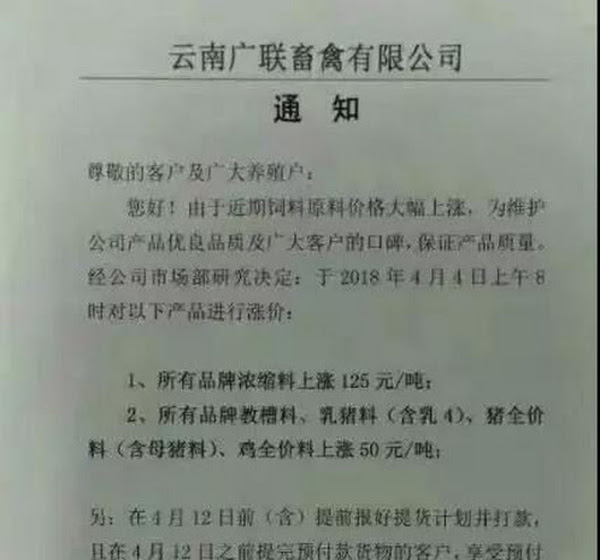 云南广联畜禽有限公司
通 知
尊敬的客户及广大养殖户：
您好！由于近期饲料原料价格大幅上涨，为维护
公司产品优良品质及广大客户的口碑，保证产品质量。
经公司市场部研究决定：于 2018 年 4 月 4 日上午 8
时对以下产品进行涨价：
1、所有品牌浓缩料上涨 125 元/吨；
2、所有品牌教槽料、乳猪料（含乳 4）、猪全价
料（含母猪料）、鸡全价料上涨 50 元/吨；
另：在 4 月 12 日前（含）提前报好提货计划并打款，
且在 4 月 12 日之前提完预付款货物的客户，享受预付